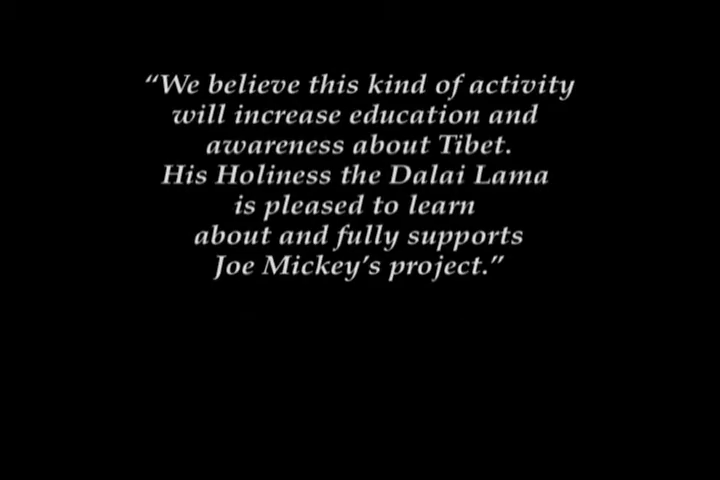 “We believe this kind of activity
will increase education and
awareness about Tibet.
His Holiness the Dalai Lama
is pleased to learn
about and fully supports
Joe Mickey’s project.”